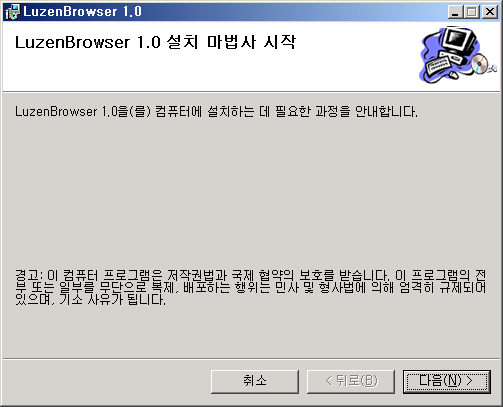 LuzenBrowser 1.0
LuzenBrowser 1.0 설치 마법사 시작
LuzenBrowser 1.0을(를) 컴퓨터에 설치하는 데 필요한 과정을 안내합니다.
경고: 이 컴퓨터 프로그램은 저작권법과 국제 협약의 보호를 받습니다. 이 프로그램의 전
부 또는 일부를 무단으로 복제, 배포하는 행위는 민사 및 형사법에 의해 엄격히 규제되어
있으며, 기소 사유가 됩니다.
취소 < 뒤로(B) 다음(N) >